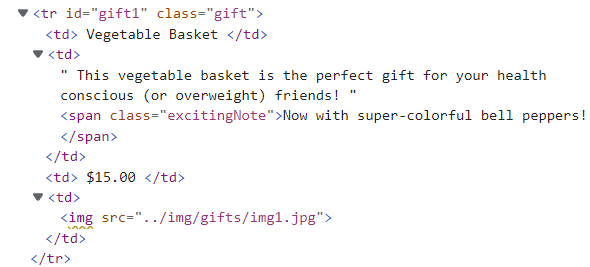 <tr id="gift1" class="gift">
<td> Vegetable Basket </td>
<td>
" This vegetable basket is the perfect gift for your health
conscious (or overweight) friends! "
<span class="excitingNote">Now with super-colorful bell peppers!
</span>
</td>
<td> $15.00 </td>
<td>
<img src="../img/gifts/img1.jpg">
</td>
</tr>